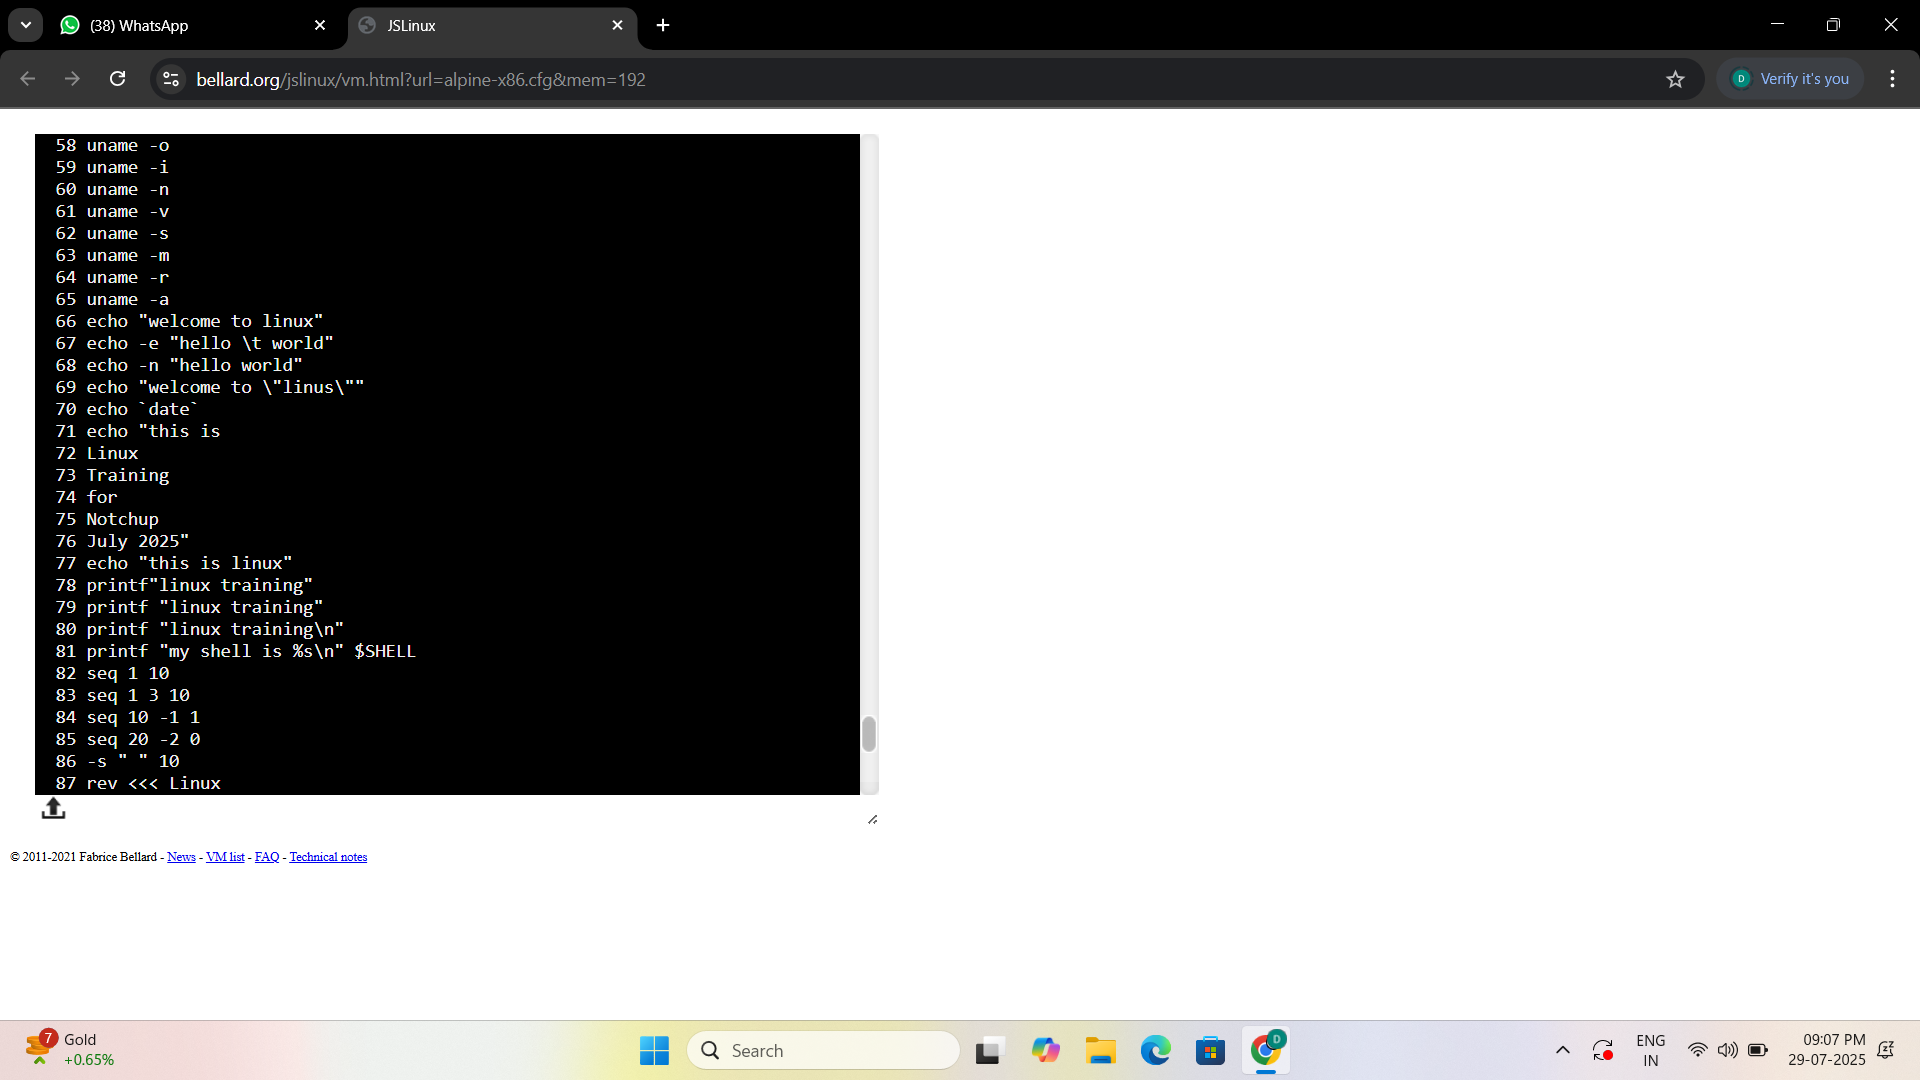 (38) WhatsApp
JSLinux
bellard.org/jslinux/vm.html?url=alpine-x86.cfg&mem=192
D Verify it's you
58 uname -o
59 uname -i
60 uname -n
61 uname -v
62 uname -s
63 uname -m
64 uname -r
65 uname -a
66 echo "welcome to linux"
67 echo -e "hello \t world"
68 echo -n "hello world"
69 echo "welcome to \"linus\""
70 echo `date`
71 echo "this is
72 Linux
73 Training
74 for
75 Notchup
76 July 2025"
77 echo "this is linux"
78 printf"linux training"
79 printf "linux training"
80 printf "linux training\n"
81 printf "my shell is %s\n" $SHELL
82 seq 1 10
83 seq 1 3 10
84 seq 10 -1 1
85 seq 20 -2 0
86 -s " " 10
87 rev <<< Linux
© 2011-2021 Fabrice Bellard - News - VM list - FAQ - Technical notes
7 Gold
+0.65%
Search
D
ENG
IN
09:07 PM
29-07-2025